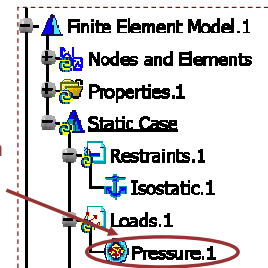 Finite Element Model.1
Nodes and Elements
Properties.1
Static Case
Restraints.1
Isostatic.1
Loads.1
Pressure.1